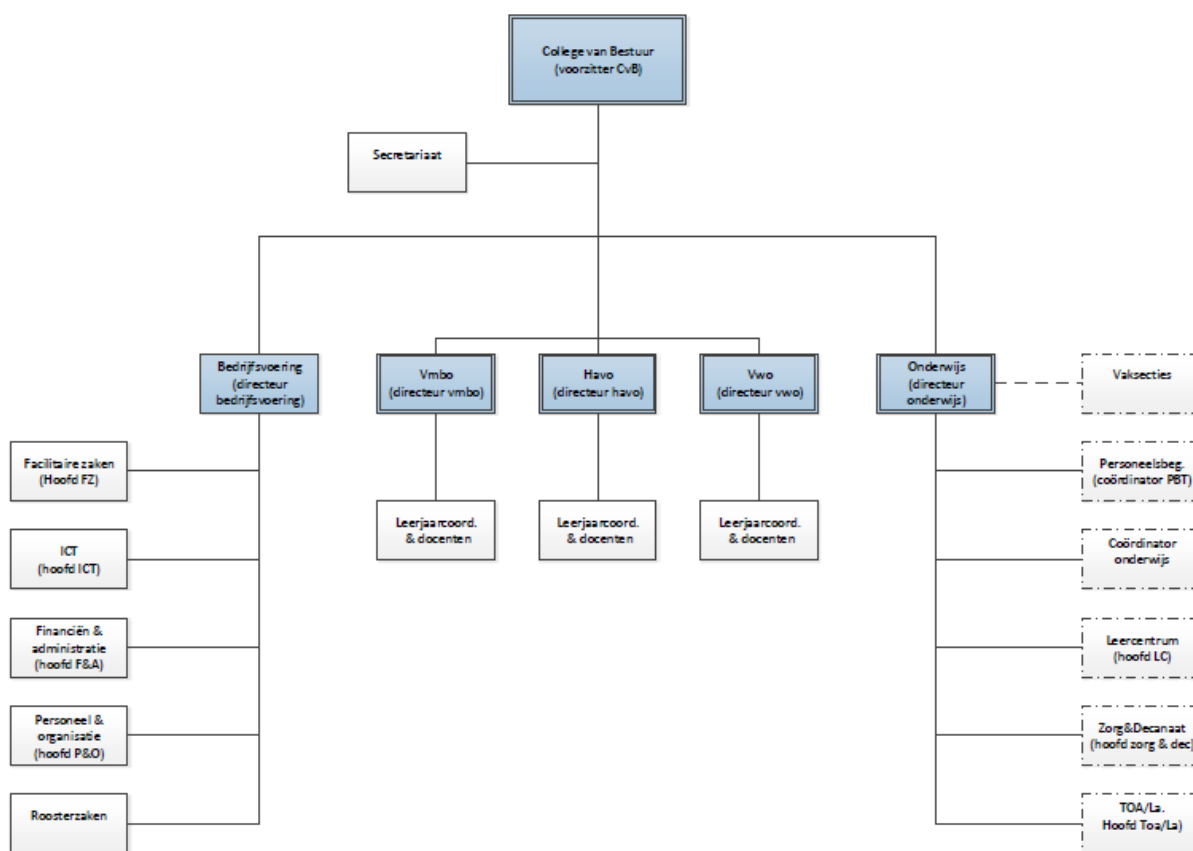 College van Bestuur
(voorzitter CvB)
Secretariaat
Bedrijfsvoering
(directeur
bedrijfsvoering)
Vmbo
(directeur vmbo)
Havo
(directeur havo)
Vwo
(directeur vwo)
Onderwijs
(directeur
onderwijs)
Vaksecties
Facilitaire zaken
(Hoofd FZ)
Leerjaarcoord.
& docenten
Leerjaarcoord.
& docenten
Leerjaarcoord.
& docenten
Personeelsbeg.
(coördinator PBT)
ICT
(hoofd ICT)
Coördinator
onderwijs
Financiën &
administratie
(hoofd F&A)
Leercentrum
(hoofd LC)
Personeel &
organisatie
(hoofd P&O)
Zorg&Decanaat
(hoofd zorg & dec)
Roosterzaken
TOA/La.
Hoofd Toa/La)